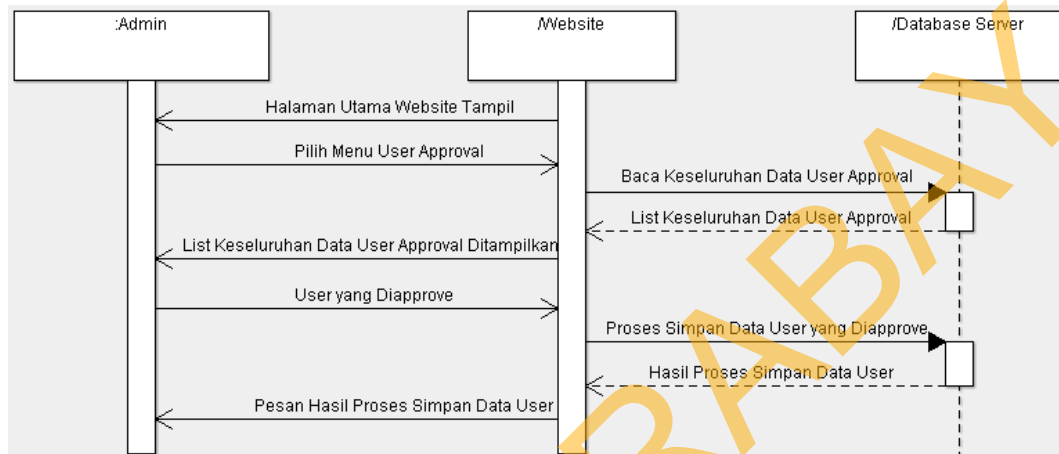 :Admin
/Website
/Database Server
Halaman Utama Website Tampil
Pilih Menu User Approval
Baca Keseluruhan Data User Approval
List Keseluruhan Data User Approval
List Keseluruhan Data User Approval Ditampilkan
User yang Diapprove
Proses Simpan Data User yang Diapprove
Hasil Proses Simpan Data User
Pesan Hasil Proses Simpan Data User
RABAY